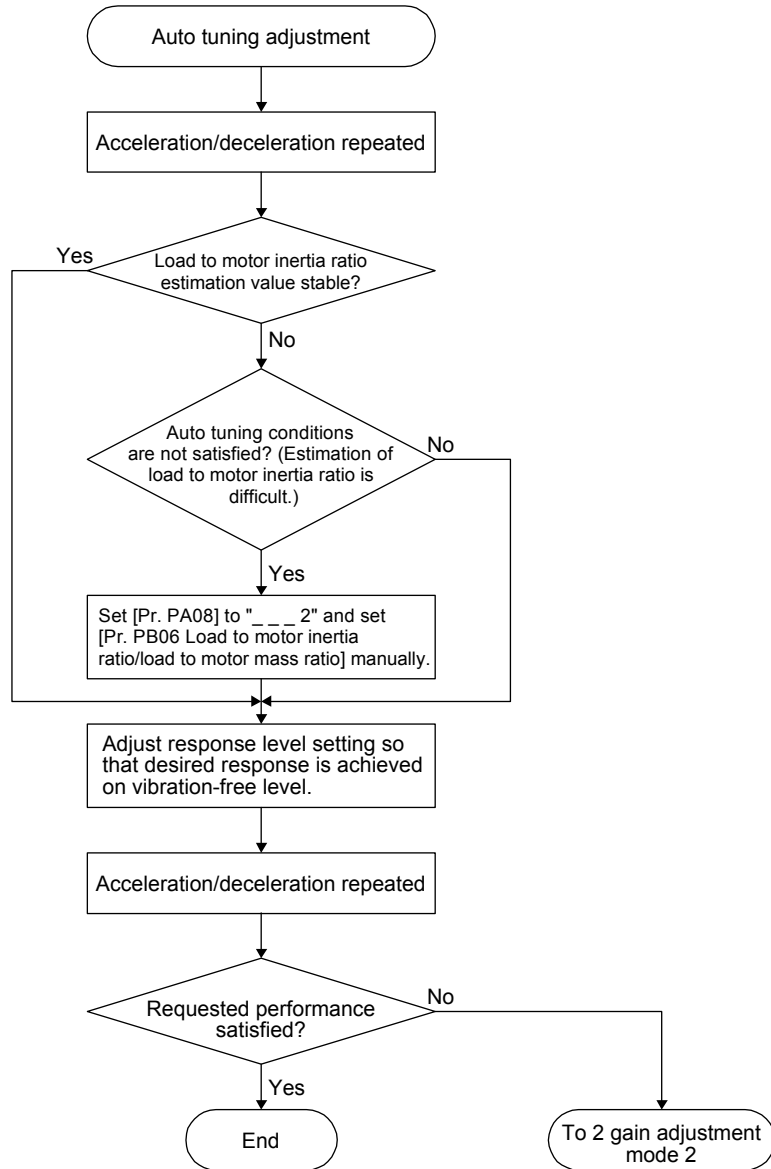 Auto tuning adjustment
Acceleration/deceleration repeated
Yes
Load to motor inertia ratio
estimation value stable?
No
Auto tuning conditions
are not satisfied? (Estimation of
load to motor inertia ratio is
difficult.)
No
Yes
Set [Pr. PA08] to "_ _ _ 2" and set
[Pr. PB06 Load to motor inertia
ratio/load to motor mass ratio] manually.
Adjust response level setting so
that desired response is achieved
on vibration-free level.
Acceleration/deceleration repeated
Requested performance
satisfied?
No
Yes
End
To 2 gain adjustment
mode 2